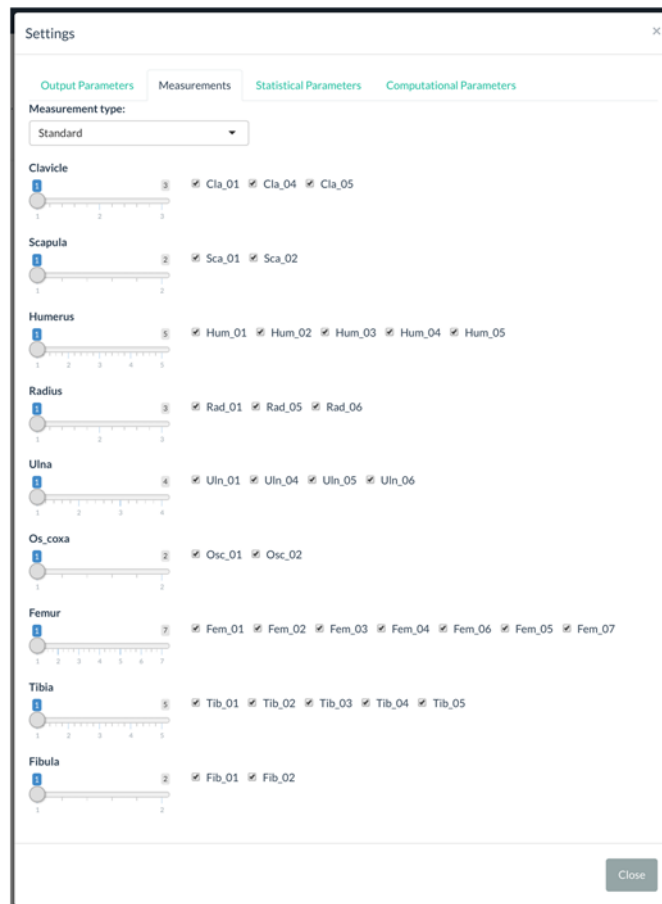 Settings ×
Output Parameters Measurements Statistical Parameters Computational Parameters
Measurement type:
Standard
Clavicle
1 3 Cla_01 Cla_04 Cla_05
1 2 3
Scapula
1 2 Sca_01 Sca_02
1 2
Humerus
1 5 Hum_01 Hum_02 Hum_03 Hum_04 Hum_05
1 2 3 4 5
Radius
1 3 Rad_01 Rad_05 Rad_06
1 2 3
Ulna
1 4 Uln_01 Uln_04 Uln_05 Uln_06
1 2 3 4
Os_coxa
1 2 Osc_01 Osc_02
1 2
Femur
1 7 Fem_01 Fem_02 Fem_03 Fem_04 Fem_06 Fem_05 Fem_07
1 2 3 4 5 6 7
Tibia
1 5 Tib_01 Tib_02 Tib_03 Tib_04 Tib_05
1 2 3 4 5
Fibula
1 2 Fib_01 Fib_02
1 2
Close